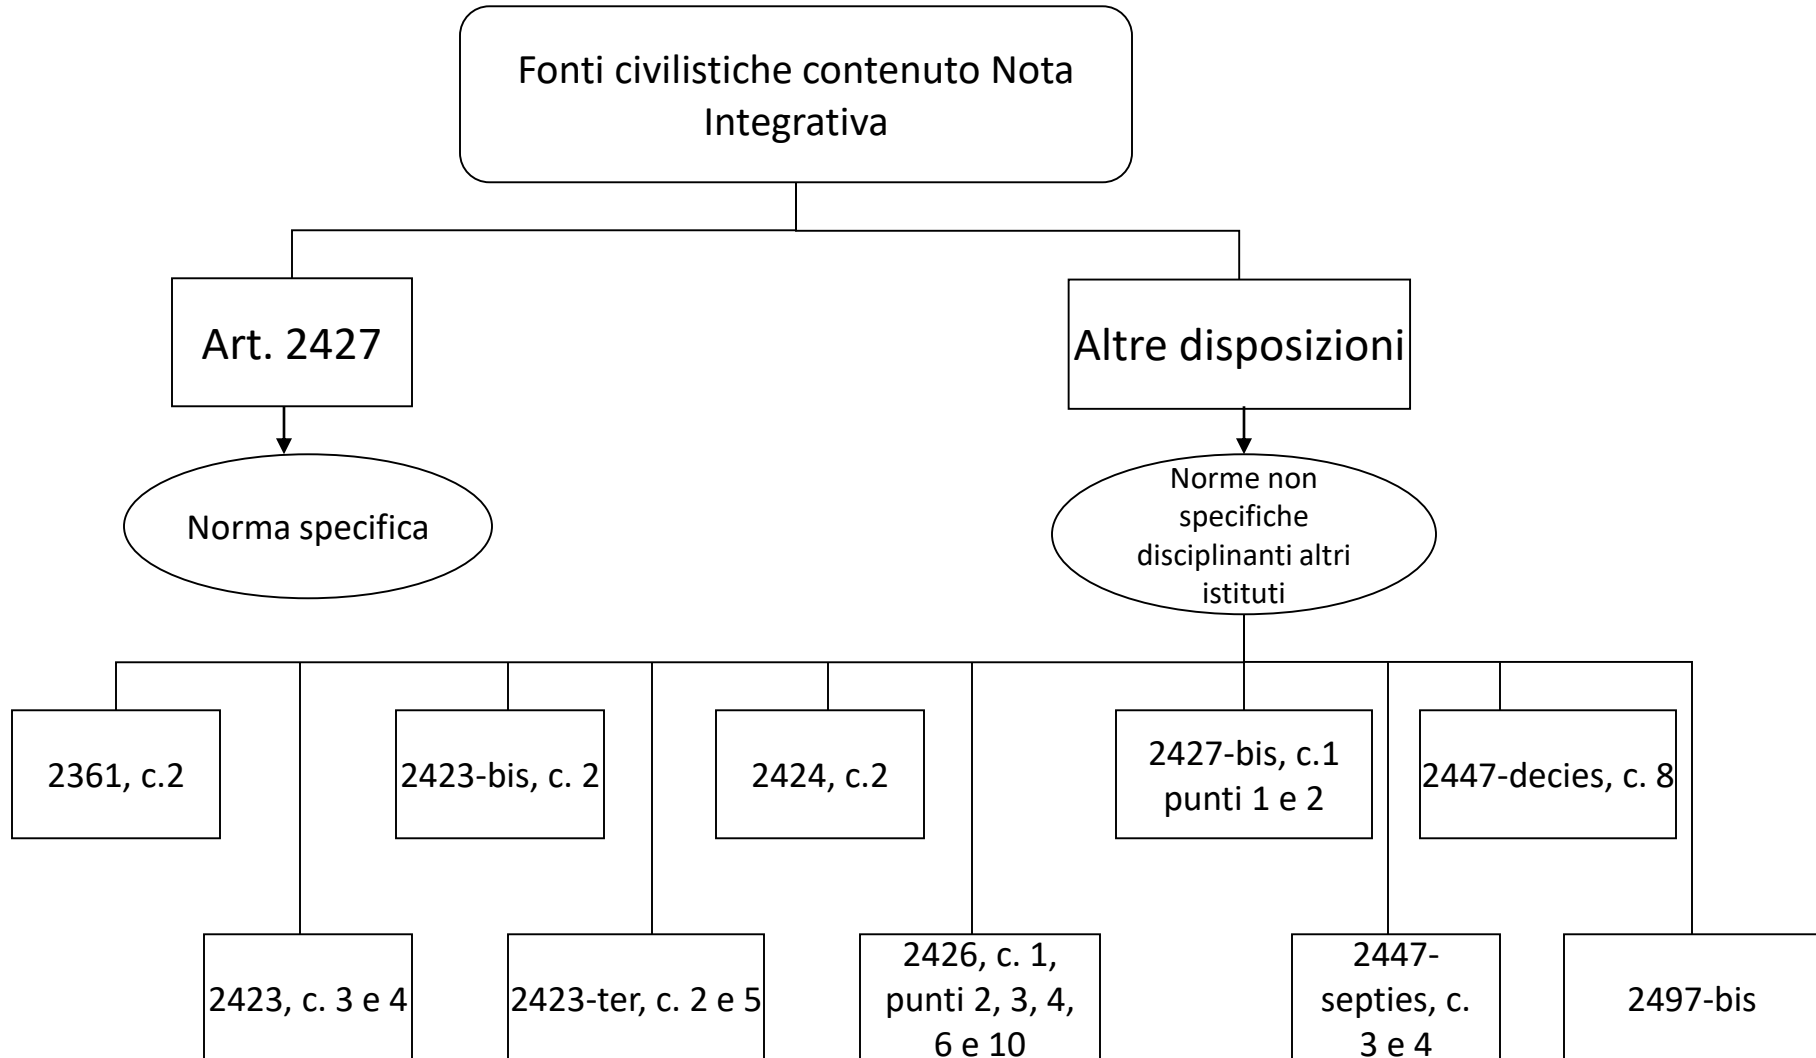 Fonti civilistiche contenuto Nota
Integrativa
Art. 2427
Altre disposizioni
Norma specifica
Norme non
specifiche
disciplinanti altri
istituti
2361, c.2
2423-bis, c. 2
2424, c.2
2427-bis, c.1
punti 1 e 2
2447-decies, c. 8
2423, c. 3 e 4
2423-ter, c. 2 e 5
2426, c. 1,
punti 2, 3, 4,
6 e 10
2447-
septies, c.
3 e 4
2497-bis